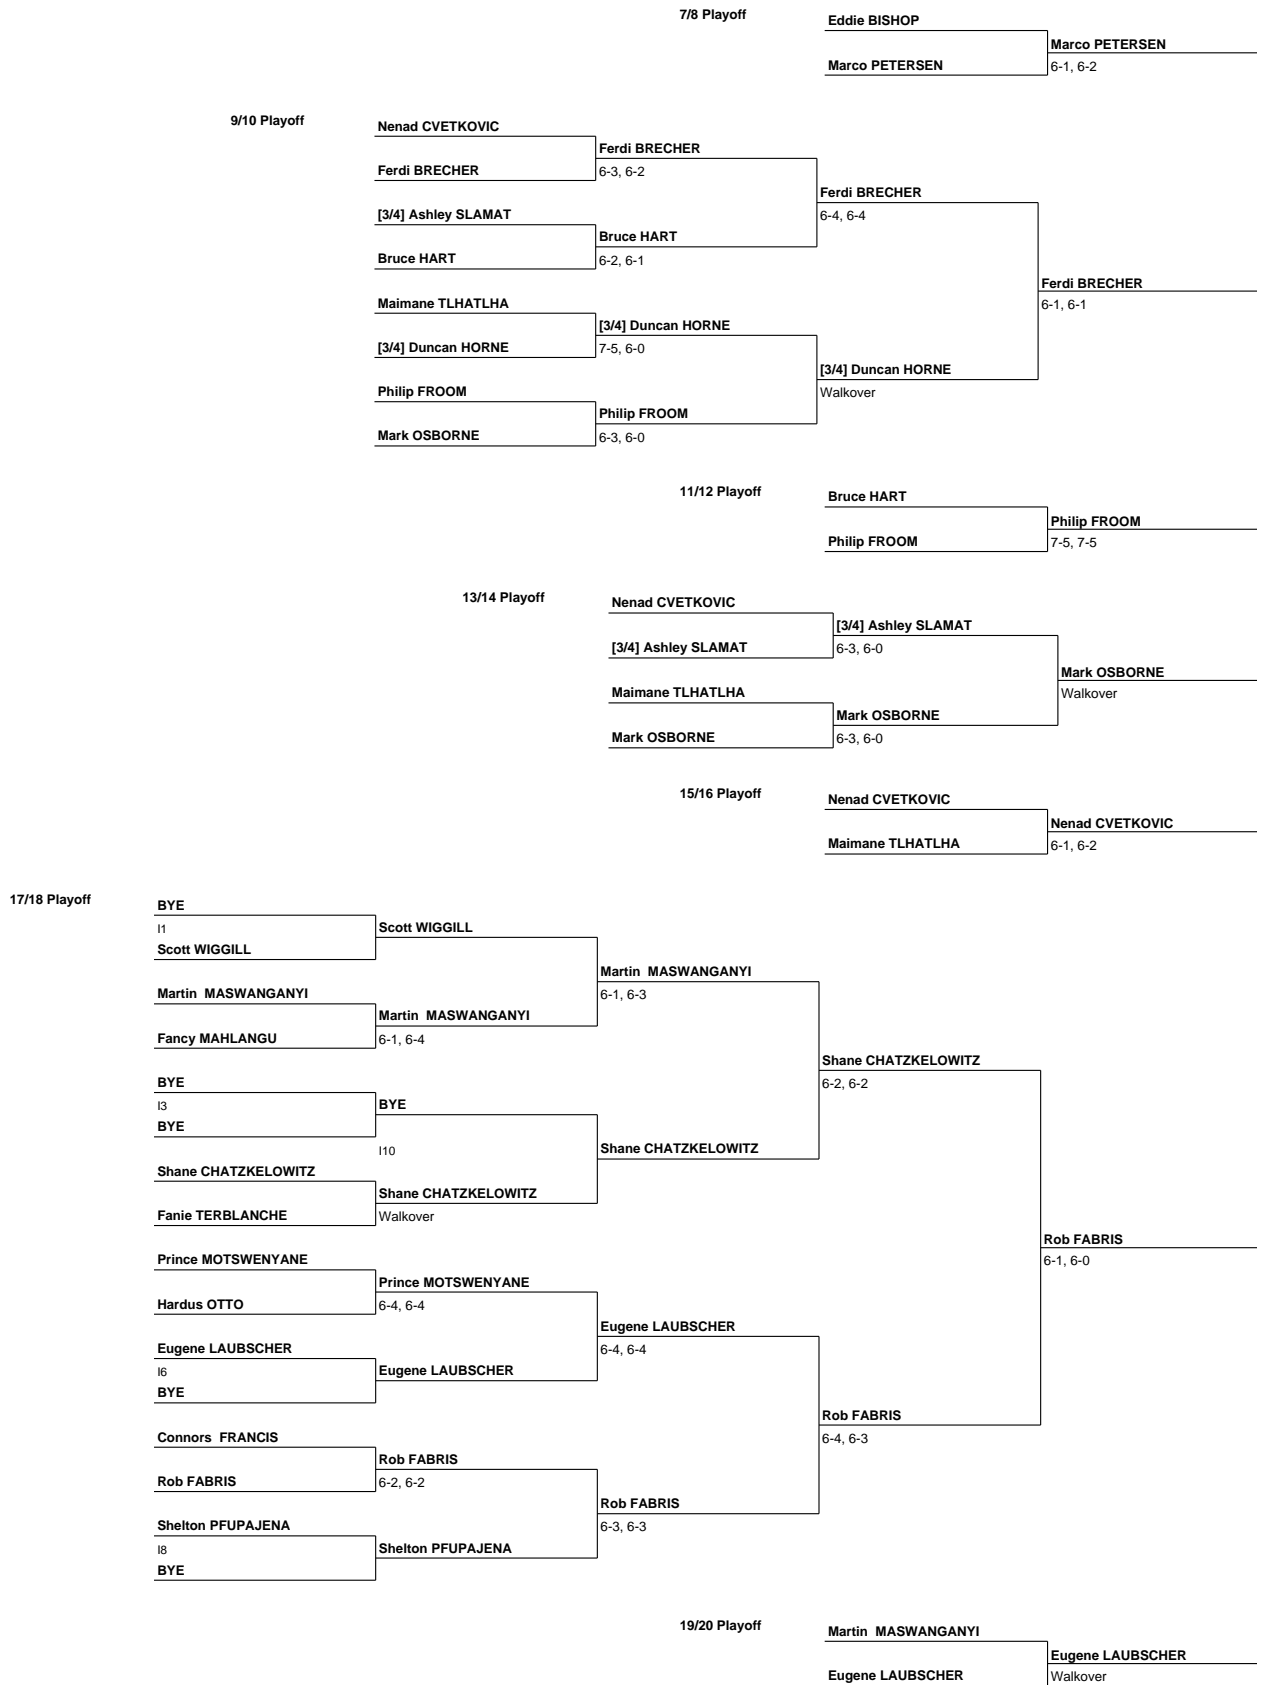 7/8 Playoff
Eddie BISHOP
Marco PETERSEN
Marco PETERSEN
6-1, 6-2
9/10 Playoff
Nenad CVETKOVIC
Ferdi BRECHER
Ferdi BRECHER
6-3, 6-2
Ferdi BRECHER
6-4, 6-4
[3/4] Ashley SLAMAT
Bruce HART
Bruce HART
6-2, 6-1
Ferdi BRECHER
6-1, 6-1
Maimane TLHATLHA
[3/4] Duncan HORNE
[3/4] Duncan HORNE
7-5, 6-0
[3/4] Duncan HORNE
Walkover
Philip FROOM
Philip FROOM
Mark OSBORNE
6-3, 6-0
11/12 Playoff
Bruce HART
Philip FROOM
Philip FROOM
7-5, 7-5
13/14 Playoff
Nenad CVETKOVIC
[3/4] Ashley SLAMAT
[3/4] Ashley SLAMAT
6-3, 6-0
Mark OSBORNE
Walkover
Maimane TLHATLHA
Mark OSBORNE
Mark OSBORNE
6-3, 6-0
15/16 Playoff
Nenad CVETKOVIC
Nenad CVETKOVIC
Maimane TLHATLHA
6-1, 6-2
17/18 Playoff
BYE
I1
Scott WIGGILL
Scott WIGGILL
Martin  MASWANGANYI
6-1, 6-3
Martin  MASWANGANYI
Martin  MASWANGANYI
Fancy MAHLANGU
6-1, 6-4
Shane CHATZKELOWITZ
6-2, 6-2
BYE
I3
BYE
BYE
I10
Shane CHATZKELOWITZ
Shane CHATZKELOWITZ
Shane CHATZKELOWITZ
Fanie TERBLANCHE
Walkover
Rob FABRIS
6-1, 6-0
Prince MOTSWENYANE
Prince MOTSWENYANE
Hardus OTTO
6-4, 6-4
Eugene LAUBSCHER
6-4, 6-4
Eugene LAUBSCHER
I6
Eugene LAUBSCHER
BYE
Rob FABRIS
6-4, 6-3
Connors  FRANCIS
Rob FABRIS
Rob FABRIS
6-2, 6-2
Rob FABRIS
6-3, 6-3
Shelton PFUPAJENA
I8
Shelton PFUPAJENA
BYE
19/20 Playoff
Martin  MASWANGANYI
Eugene LAUBSCHER
Eugene LAUBSCHER
Walkover